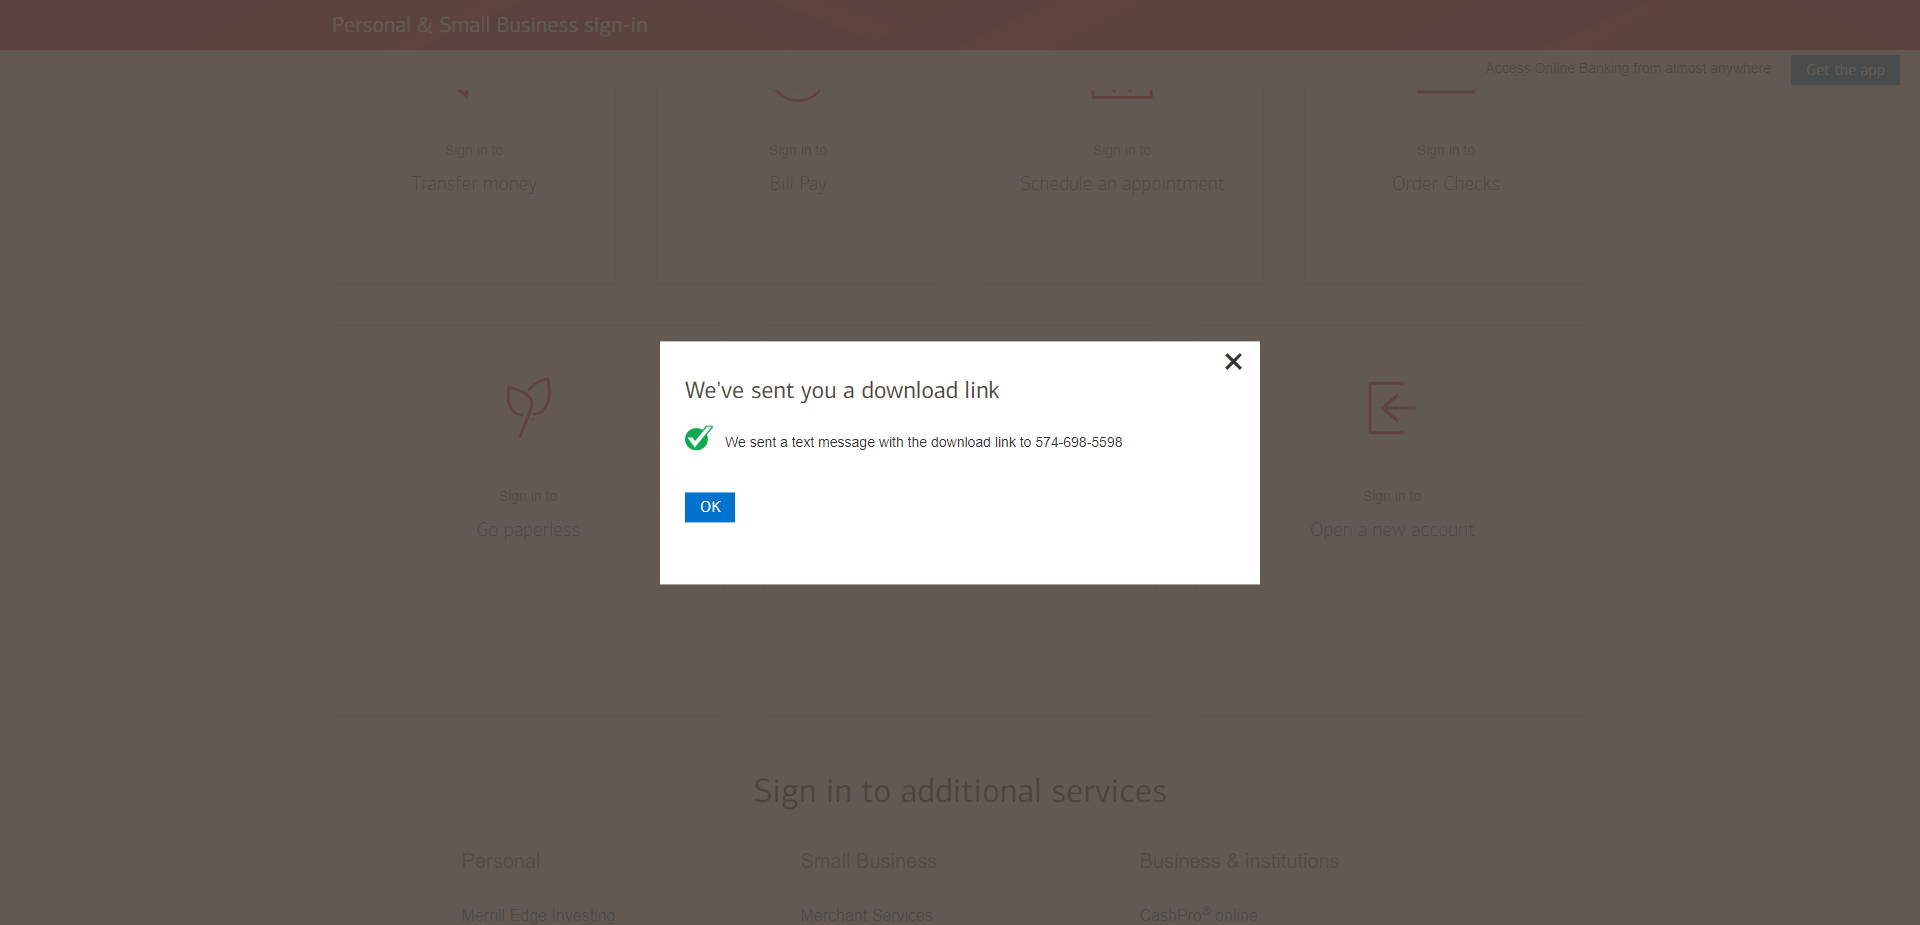 Personal & Small Business sign-in
Access Online Banking from almost anywhere
Get the app
Sign in to
Transfer money
Sign in to
Bill Pay
Sign in to
Schedule an appointment
Sign in to
Order Checks
We've sent you a download link
We sent a text message with the download link to 574-698-5598
OK
Sign in to
Go paperless
Sign in to
Open a new account
Sign in to additional services
Personal
Small Business
Business & institutions
Merrill Edge Investing
Merchant Services
CashPro® online